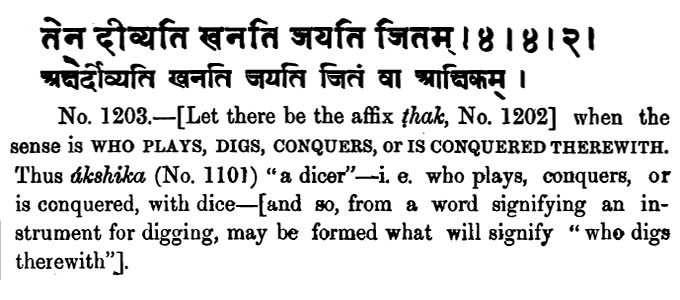 तेन दीव्यति खनति जयति जितम् । ४ । ४ । २ ।
अक्षैर्दीव्यति खनति जयति जितं वा आक्षिकम् ।
No. 1203.—[Let there be the affix ṭhak, No. 1202] when the
sense is WHO PLAYS, DIGS, CONQUERS, or IS CONQUERED THEREWITH.
Thus ákshika (No. 1101) “a dicer”—i. e. who plays, conquers, or
is conquered, with dice—[and so, from a word signifying an in-
strument for digging, may be formed what will signify “who digs
therewith”].